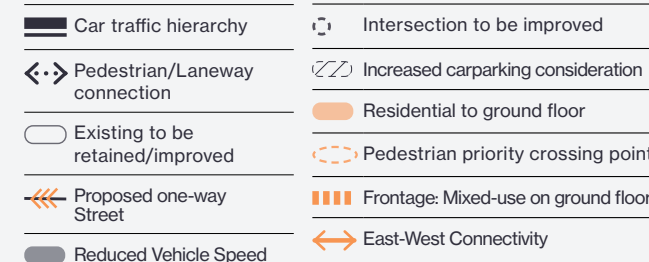 Car traffic hierarchy
Pedestrian/Laneway
connection
Existing to be
retained/improved
Proposed one-way
Street
Reduced Vehicle Speed
Intersection to be improved
Increased carparking consideration
Residential to ground floor
Pedestrian priority crossing point
Frontage: Mixed-use on ground floor
East-West Connectivity